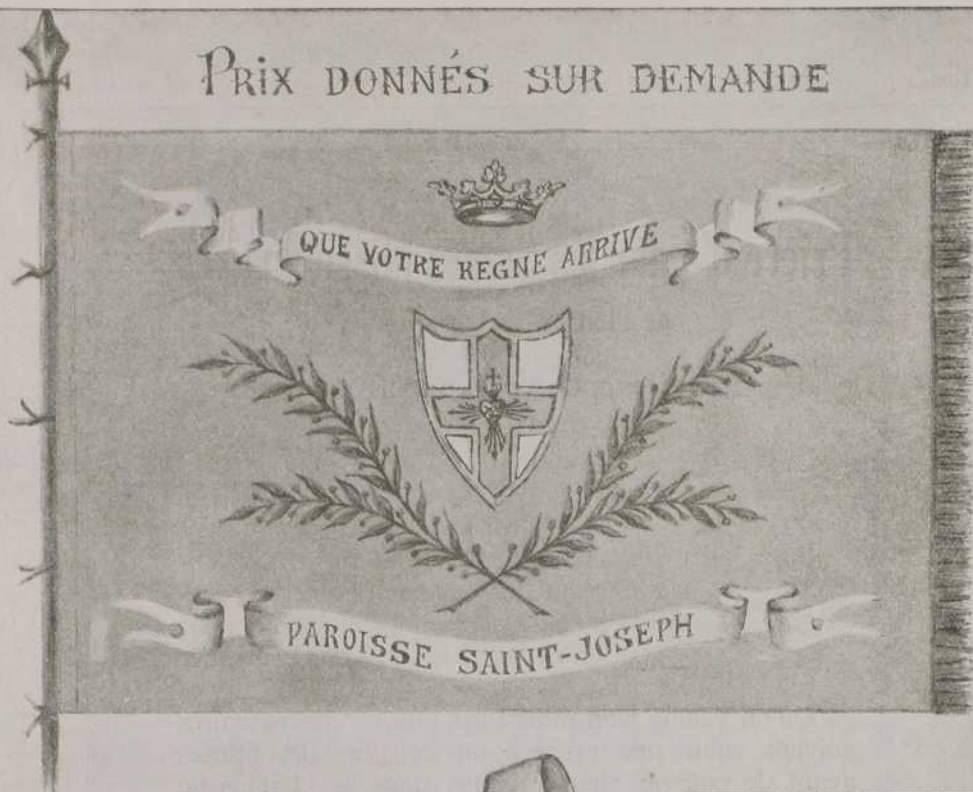 PRIX DONNÉS SUR DEMANDE
QUE VOTRE REGNE ARRIVE
PAROISSE SAINT-JOSEPH